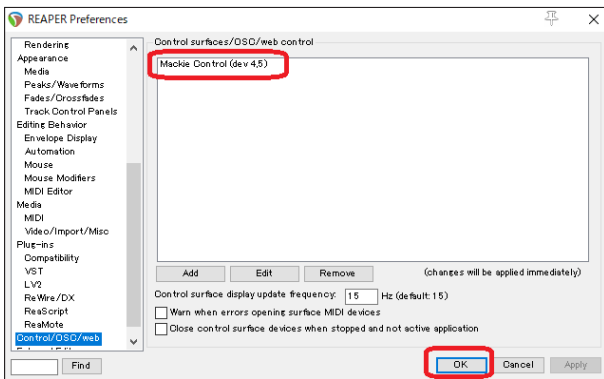 REAPER Preferences
Rendering
Appearance
Media
Peaks/Waveforms
Fades/Crossfades
Track Control Panels
Editing Behavior
Envelope Display
Automation
Mouse
Mouse Modifiers
MIDI Editor
Media
MIDI
Video/Import/Misc
Plug-ins
Compatibility
VST
LV2
ReWire/DX
ReaScript
ReaMote
Control/OSC/web
Find
Control surfaces/OSC/web control
Mackie Control (dev 4,5)
Add Edit Remove (changes will be applied immediately)
Control surface display update frequency: 15 Hz (default: 15)
Warn when errors opening surface MIDI devices
Close control surface devices when stopped and not active application
OK Cancel Apply